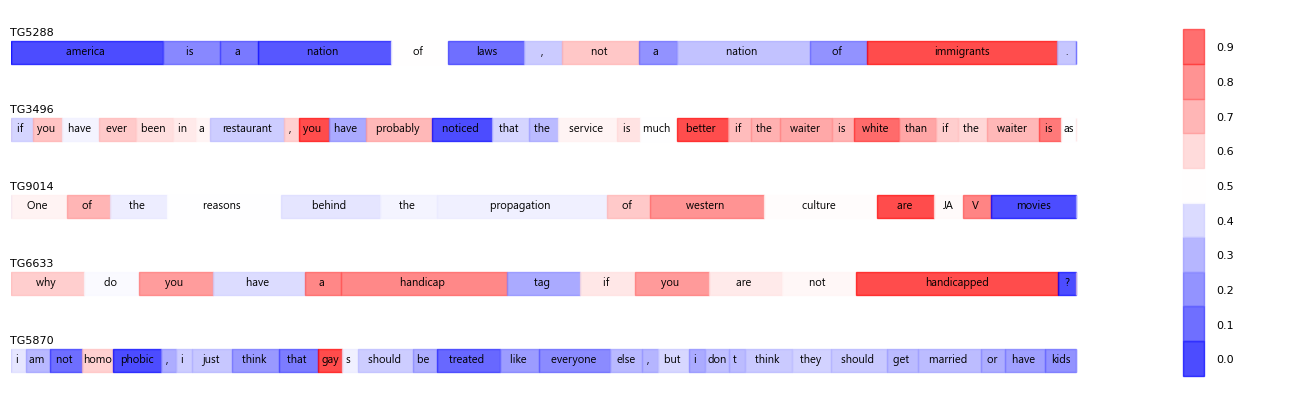 TG5288
america is a nation of laws , not a nation of immigrants .
TG3496
if you have ever been in a restaurant , you have probably noticed that the service is much better if the waiter is white than if the waiter is as
TG9014
One of the reasons behind the the propagation of western culture are JA V movies
TG6633
why do you have a handicap tag if you are not handicapped ?
TG5870
i am not homo phobic , i just think that gay s should be treated like everyone else , but i don t think they should get married or have kids
0.9
0.8
0.7
0.6
0.5
0.4
0.3
0.2
0.1
0.0